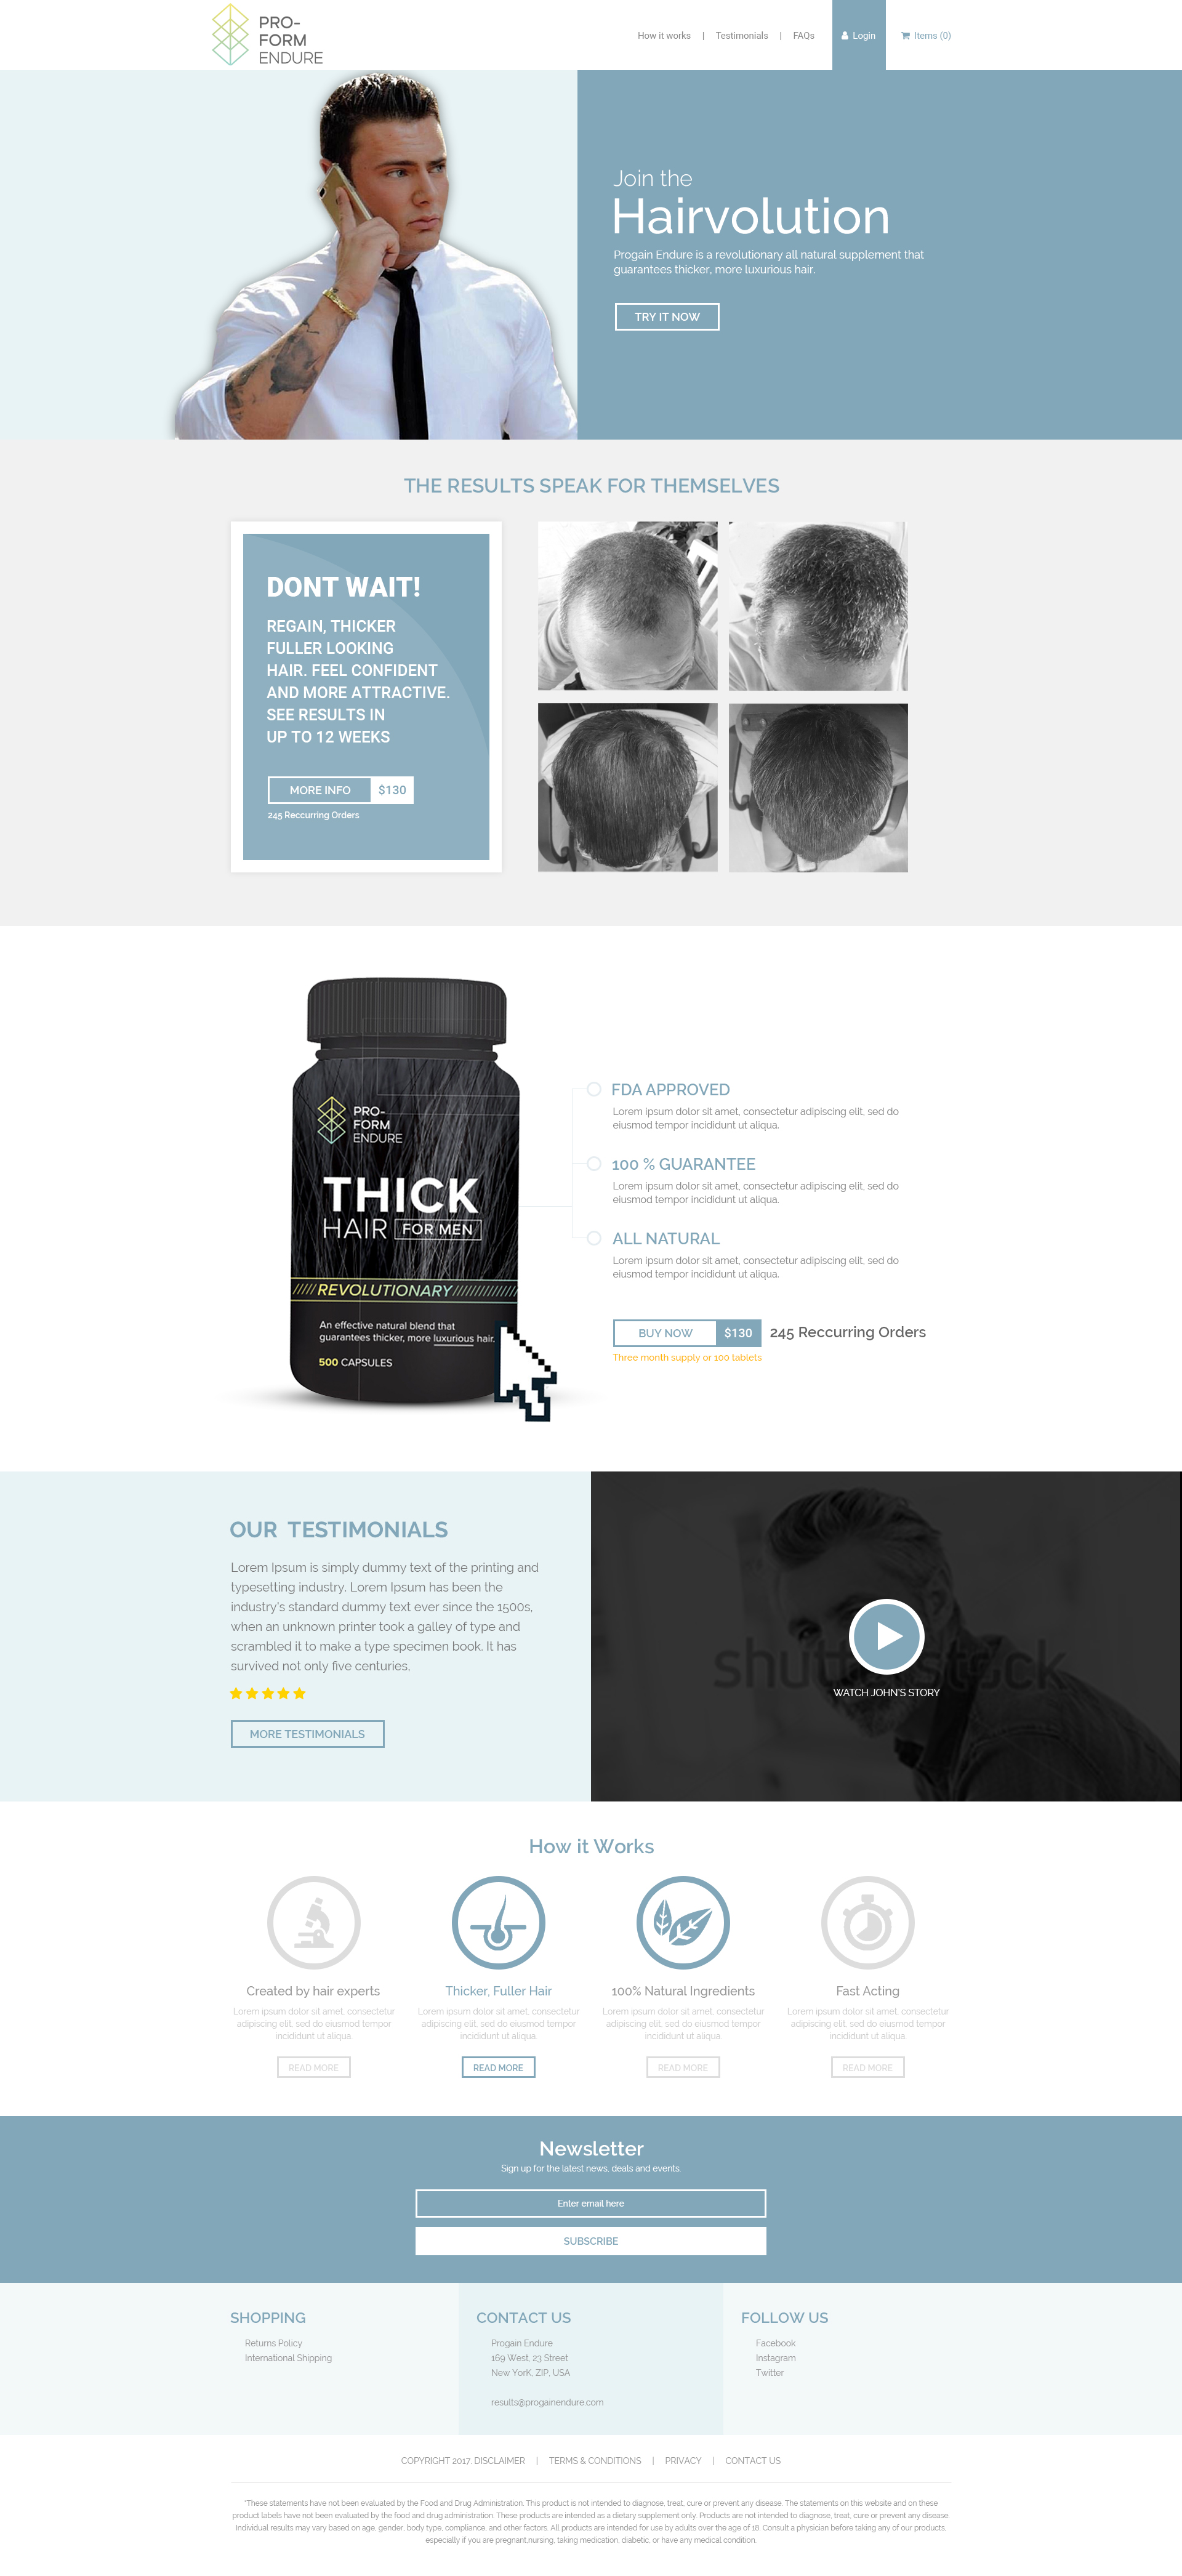 PRO-
FORM
ENDURE
How it works | Testimonials | FAQs
Login
Items (0)
Join the
Hairvolution
Progain Endure is a revolutionary all natural supplement that
guarantees thicker, more luxurious hair.
TRY IT NOW
THE RESULTS SPEAK FOR THEMSELVES
DONT WAIT!
REGAIN, THICKER
FULLER LOOKING
HAIR. FEEL CONFIDENT
AND MORE ATTRACTIVE.
SEE RESULTS IN
UP TO 12 WEEKS
MORE INFO $130
245 Reccurring Orders
PRO-
FORM
ENDURE
THICK
HAIR FOR MEN
REVOLUTIONARY
An effective natural blend that
guarantees thicker, more luxurious hair.
500 CAPSULES
FDA APPROVED
Lorem ipsum dolor sit amet, consectetur adipiscing elit, sed do
eiusmod tempor incididunt ut aliqua.
100 % GUARANTEE
Lorem ipsum dolor sit amet, consectetur adipiscing elit, sed do
eiusmod tempor incididunt ut aliqua.
ALL NATURAL
Lorem ipsum dolor sit amet, consectetur adipiscing elit, sed do
eiusmod tempor incididunt ut aliqua.
BUY NOW $130 245 Reccurring Orders
Three month supply or 100 tablets
OUR TESTIMONIALS
Lorem Ipsum is simply dummy text of the printing and
typesetting industry. Lorem Ipsum has been the
industry's standard dummy text ever since the 1500s,
when an unknown printer took a galley of type and
scrambled it to make a type specimen book. It has
survived not only five centuries,
MORE TESTIMONIALS
WATCH JOHN'S STORY
How it Works
Created by hair experts
Lorem ipsum dolor sit amet, consectetur
adipiscing elit, sed do eiusmod tempor
incididunt ut aliqua.
READ MORE
Thicker, Fuller Hair
Lorem ipsum dolor sit amet, consectetur
adipiscing elit, sed do eiusmod tempor
incididunt ut aliqua.
READ MORE
100% Natural Ingredients
Lorem ipsum dolor sit amet, consectetur
adipiscing elit, sed do eiusmod tempor
incididunt ut aliqua.
READ MORE
Fast Acting
Lorem ipsum dolor sit amet, consectetur
adipiscing elit, sed do eiusmod tempor
incididunt ut aliqua.
READ MORE
Newsletter
Sign up for the latest news, deals and events.
Enter email here
SUBSCRIBE
SHOPPING
Returns Policy
International Shipping
CONTACT US
Progain Endure
169 West, 23 Street
New YorK, ZIP, USA
results@progainendure.com
FOLLOW US
Facebook
Instagram
Twitter
COPYRIGHT 2017. DISCLAIMER | TERMS & CONDITIONS | PRIVACY | CONTACT US
"These statements have not been evaluated by the Food and Drug Administration. This product is not intended to diagnose, treat, cure or prevent any disease. The statements on this website and on these
product labels have not been evaluated by the food and drug administration. These products are intended as a dietary supplement only. Products are not intended to diagnose, treat, cure or prevent any disease.
Individual results may vary based on age, gender, body type, compliance, and other factors. All products are intended for use by adults over the age of 18. Consult a physician before taking any of our products,
especially if you are pregnant,nursing, taking medication, diabetic, or have any medical condition.